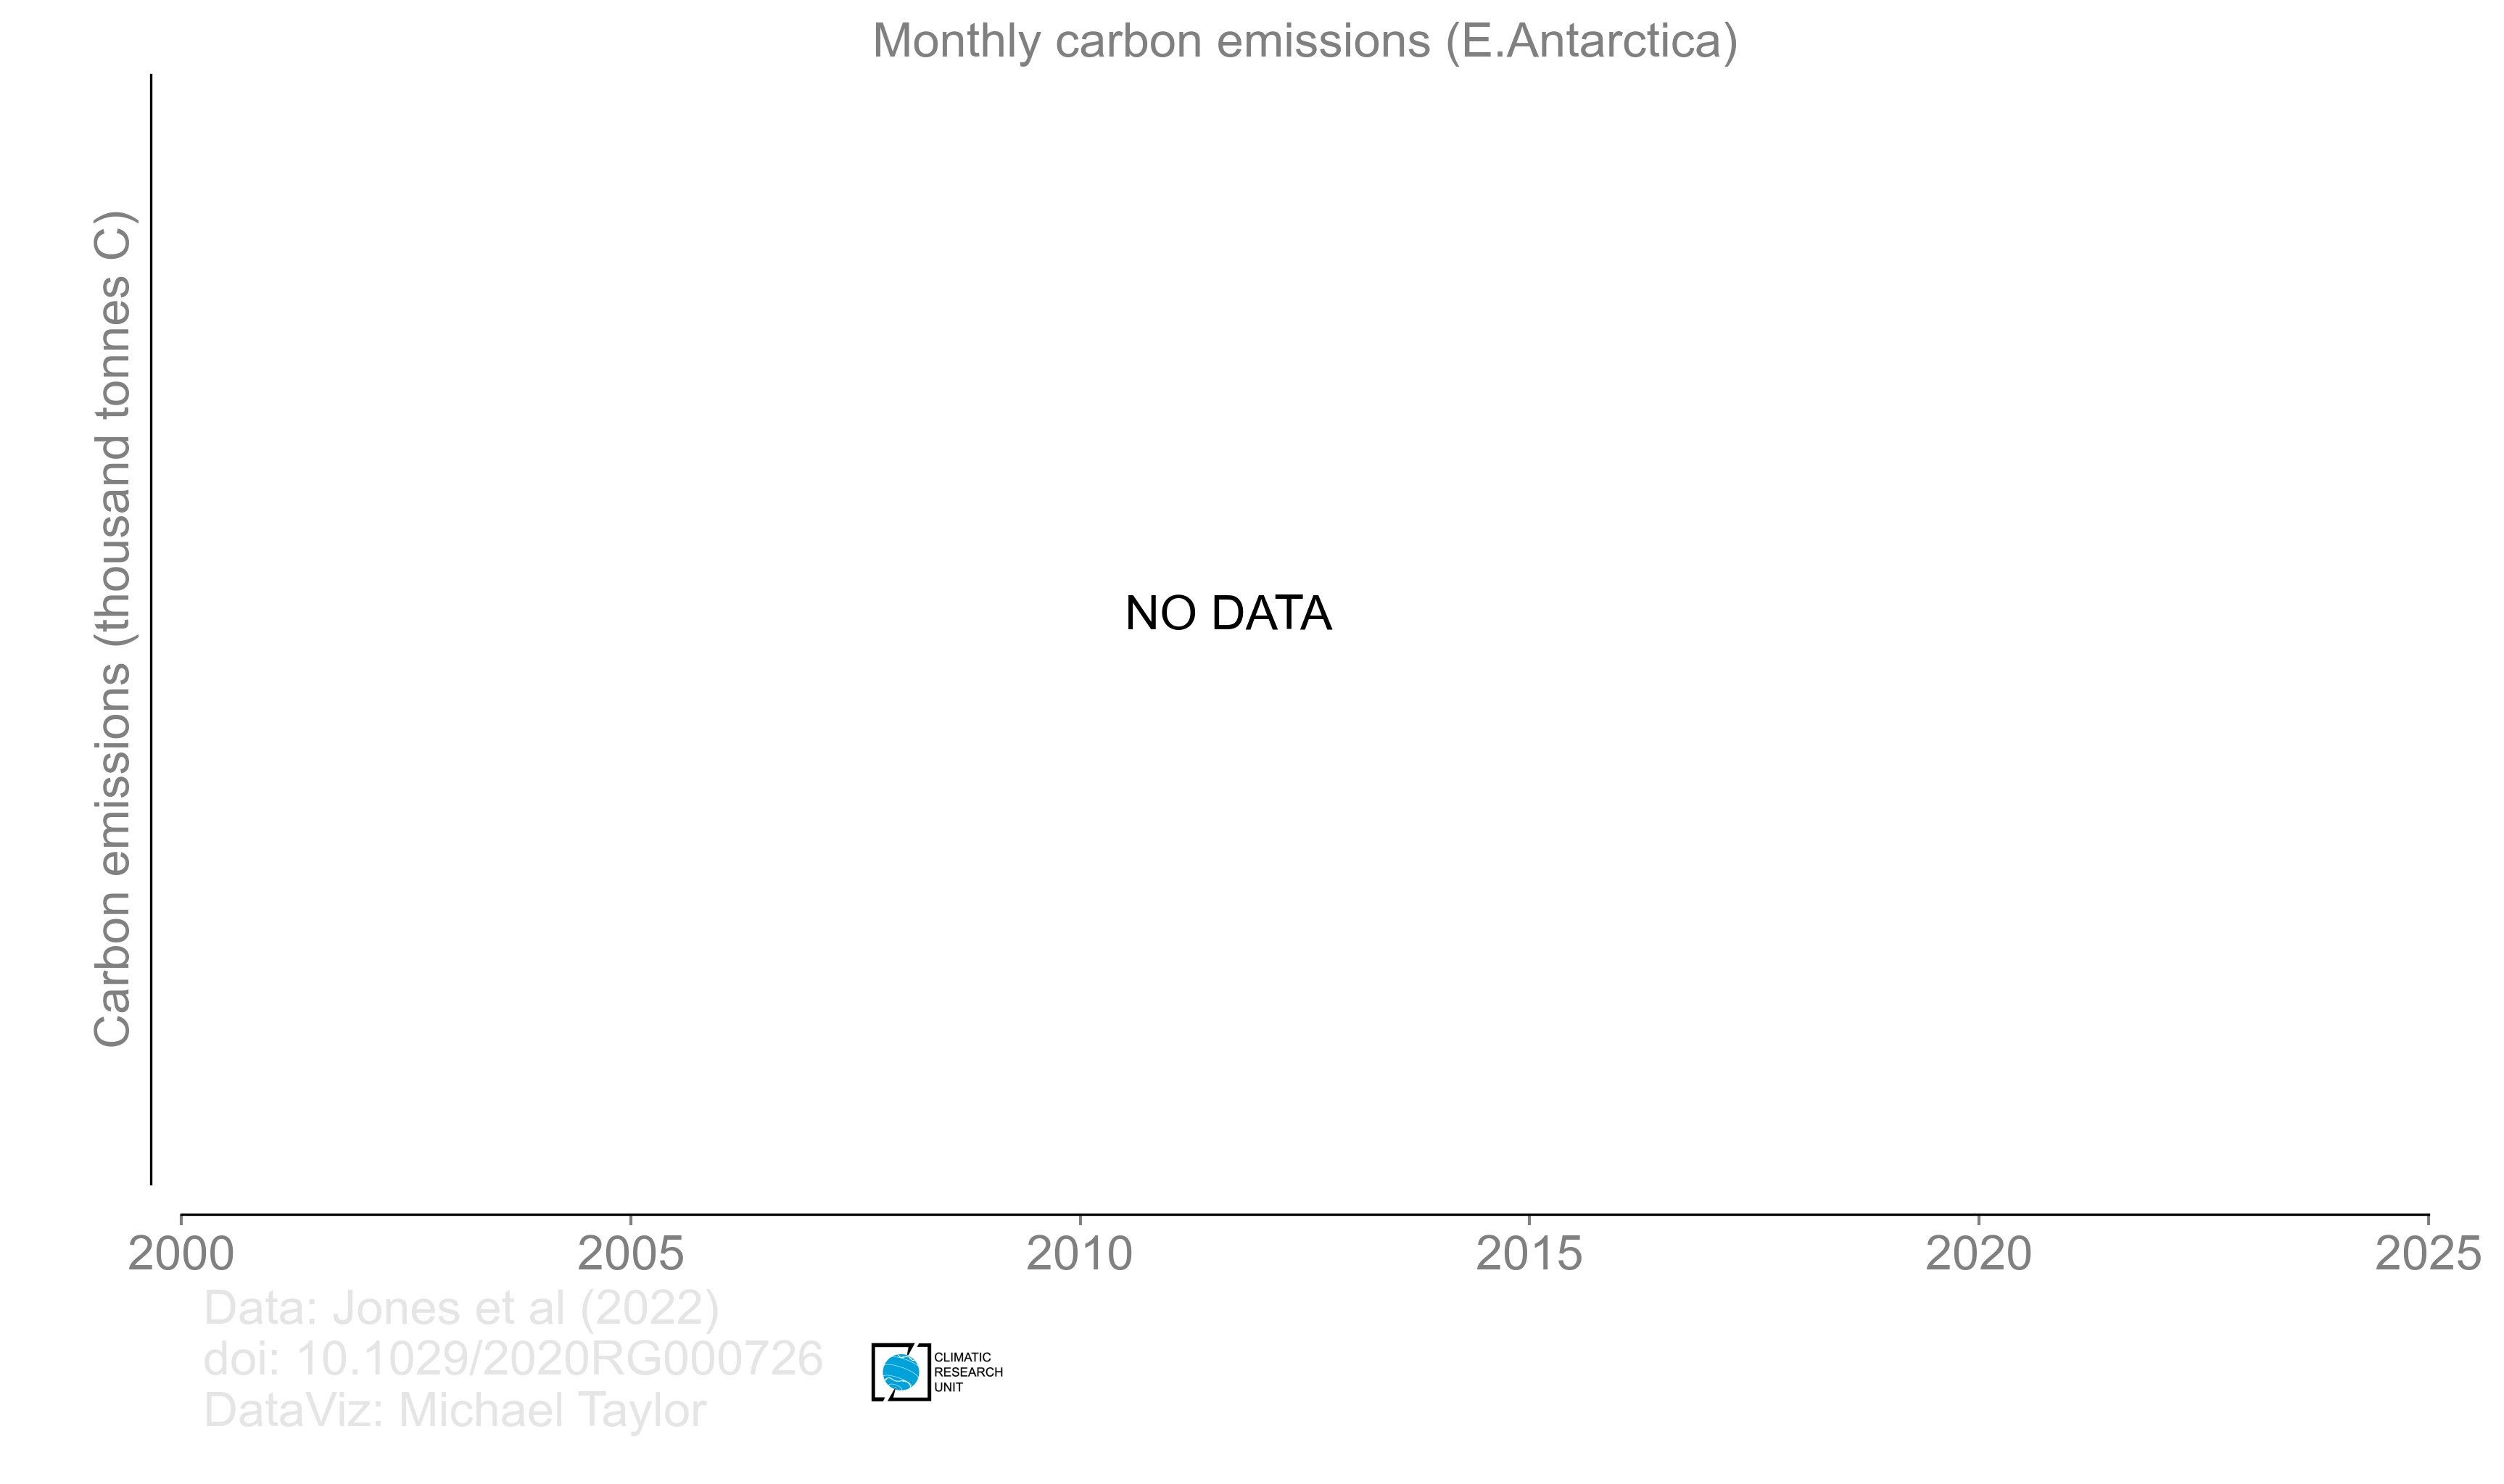 Monthly carbon emissions (E.Antarctica)
Carbon emissions (thousand tonnes C)
NO DATA
2000 2005 2010 2015 2020 2025
Data: Jones et al (2022)
doi: 10.1029/2020RG000726
DataViz: Michael Taylor
CLIMATIC
RESEARCH
UNIT